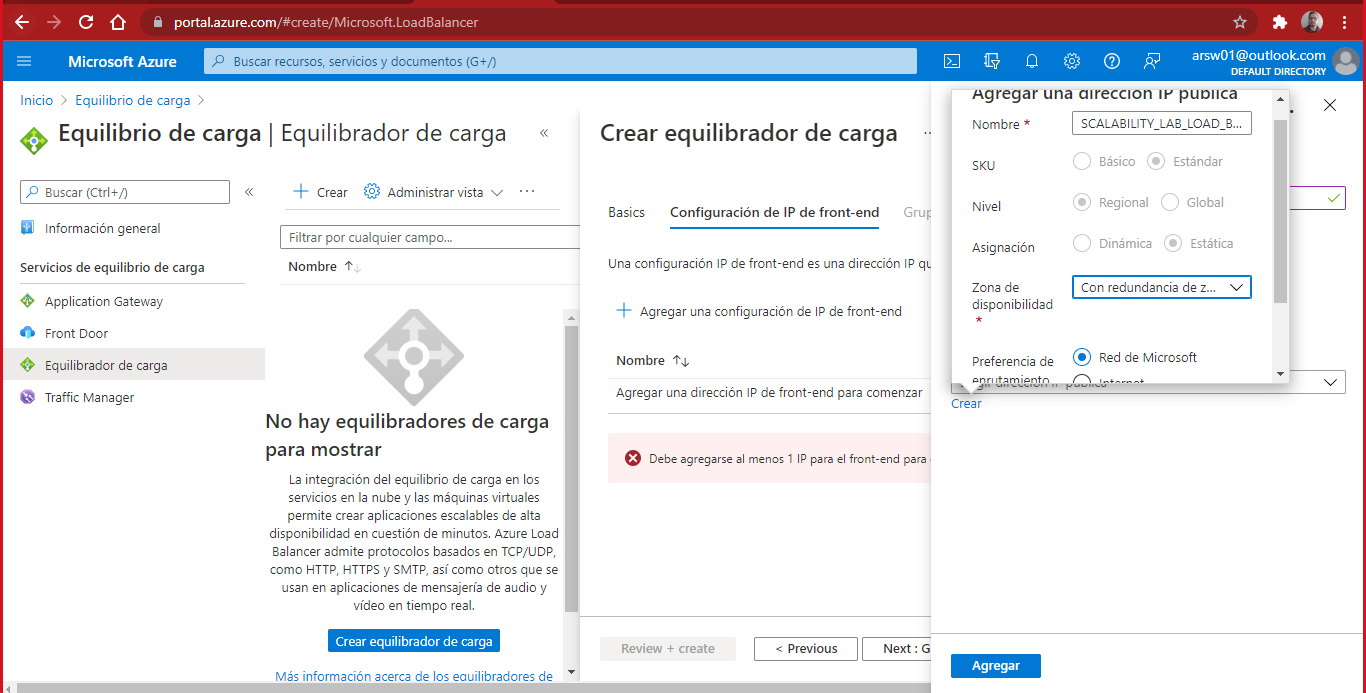 portal.azure.com/#create/Microsoft.LoadBalancer
Microsoft Azure
Buscar recursos, servicios y documentos (G+/)
arsw01@outlook.com
DEFAULT DIRECTORY
Inicio > Equilibrio de carga >
Equilibrio de carga | Equilibrador de carga
Buscar (Ctrl+/)
Información general
Servicios de equilibrio de carga
Application Gateway
Front Door
Equilibrador de carga
Traffic Manager
Crear
Administrar vista
Filtrar por cualquier campo...
Nombre
No hay equilibradores de carga
para mostrar
La integración del equilibrio de carga en los
servicios en la nube y las máquinas virtuales
permite crear aplicaciones escalables de alta
disponibilidad en cuestión de minutos. Azure Load
Balancer admite protocolos basados en TCP/UDP,
como HTTP, HTTPS y SMTP, así como otros que se
usan en aplicaciones de mensajería de audio y
vídeo en tiempo real.
Crear equilibrador de carga
Más información acerca de los equilibradores de
Crear equilibrador de carga
Basics
Configuración de IP de front-end
Grup
Una configuración IP de front-end es una dirección IP qu
Agregar una configuración de IP de front-end
Nombre
Agregar una dirección IP de front-end para comenzar
Debe agregarse al menos 1 IP para el front-end para
Review + create
< Previous
Next : G
Agregar una dirección IP pública
Nombre *
SCALABILITY_LAB_LOAD_B...
SKU
Básico
Estándar
Nivel
Regional
Global
Asignación
Dinámica
Estática
Zona de
disponibilidad
*
Con redundancia de z...
Preferencia de
enrutamiento
Red de Microsoft
Internet
Crear
Agregar